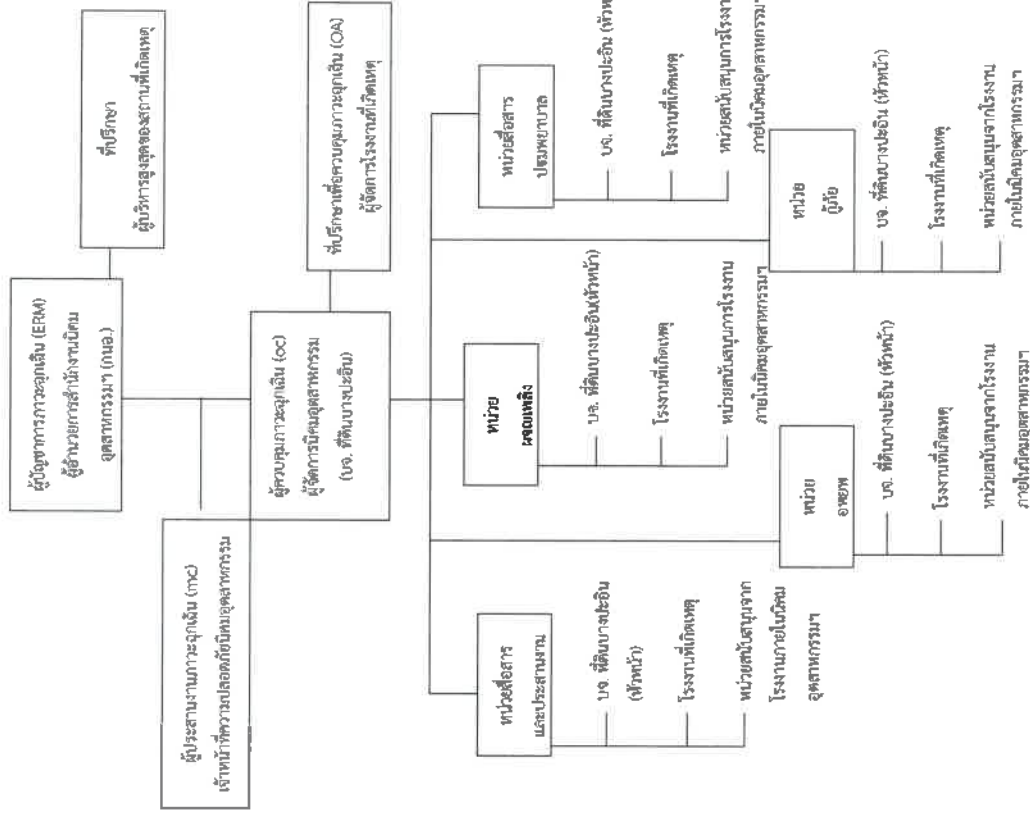 ผู้บัญชาการภาวะฉุกเฉิน (ERM)
ผู้อำนวยการสำนักงานนิคม
อุตสาหกรรมฯ (กนอ.)
ที่ปรึกษา
ผู้บริหารสูงสุดของสถานที่เกิดเหตุ
ผู้ประสานงานภาวะฉุกเฉิน (mc)
เจ้าหน้าที่ความปลอดภัยนิคมอุตสาหกรรม
ผู้ควบคุมภาวะฉุกเฉิน (oc)
ผู้จัดการนิคมอุตสาหกรรม
(บจ. ที่ดินบางปะอิน)
ที่ปรึกษาเพื่อควบคุมภาวะฉุกเฉิน (OA)
ผู้จัดการโรงงานที่เกิดเหตุ
หน่วยสื่อสาร
และประสานงาน
บจ. ที่ดินบางปะอิน
(หัวหน้า)
โรงงานที่เกิดเหตุ
หน่วยสนับสนุนจาก
โรงงานภายในนิคม
อุตสาหกรรมฯ
หน่วย
ผจญเพลิง
บจ. ที่ดินบางปะอิน(หัวหน้า)
โรงงานที่เกิดเหตุ
หน่วยสนับสนุนการโรงงาน
ภายในนิคมอุตสาหกรรมฯ
หน่วยสื่อสาร
ปฐมพยาบาล
บจ. ที่ดินบางปะอิน
โรงงานที่เกิดเหตุ
ภายในนิคมอุตสาหกรรมฯ
หน่วย
อพยพ
บจ. ที่ดินบางปะอิน (หัวหน้า)
โรงงานที่เกิดเหตุ
หน่วยสนับสนุนจากโรงงาน
ภายในนิคมอุตสาหกรรมฯ
หน่วย
กู้ภัย
บจ. ที่ดินบางปะอิน (หัวหน้า)
โรงงานที่เกิดเหตุ
หน่วยสนับสนุนจากโรงงาน
ภายในนิคมอุตสาหกรรมฯ